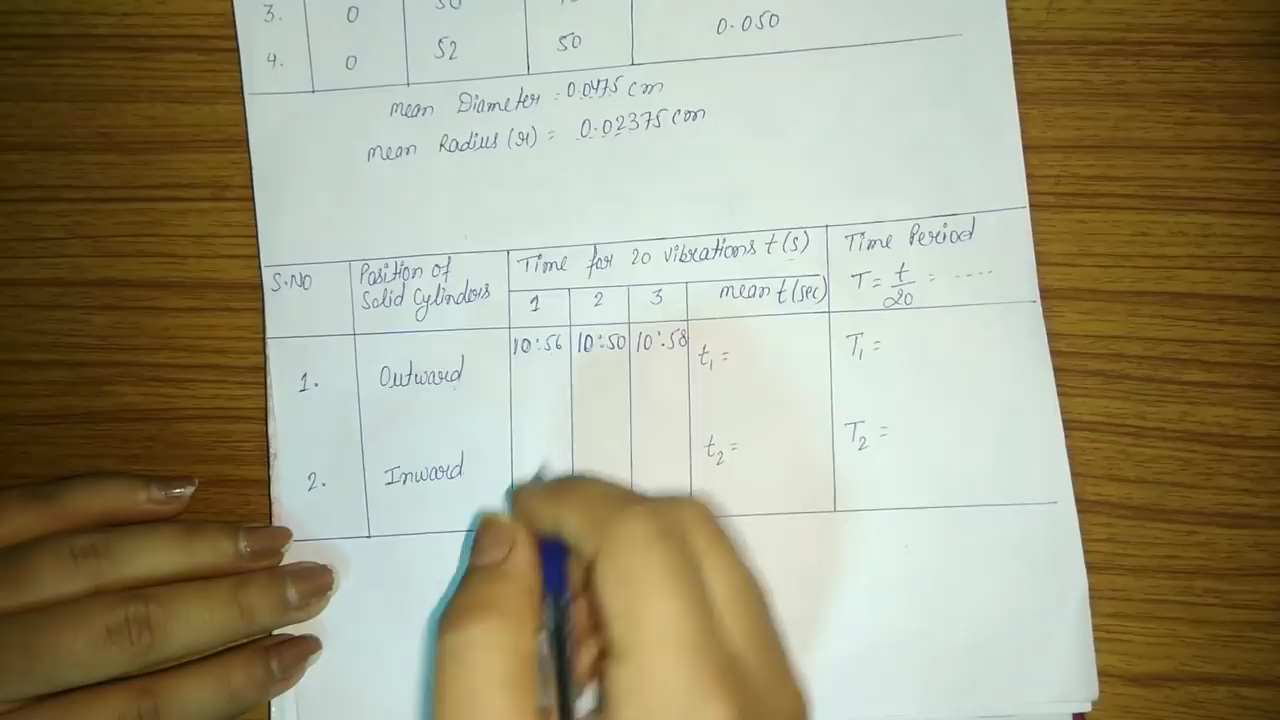 3. 0 50
4. 0 52 50 0.050
Mean Diameter = 0.0475 cm
Mean Radius (r) = 0.02375 cm
S.NO Position of Solid Cylinders Time for 20 vibrations t(s) Time Period T = t/20 = ....
1 2 3 mean t (sec)
1. Outward 10:56 10:50 10:58 t₁ = T₁ =
2. Inward t₂ = T₂ =